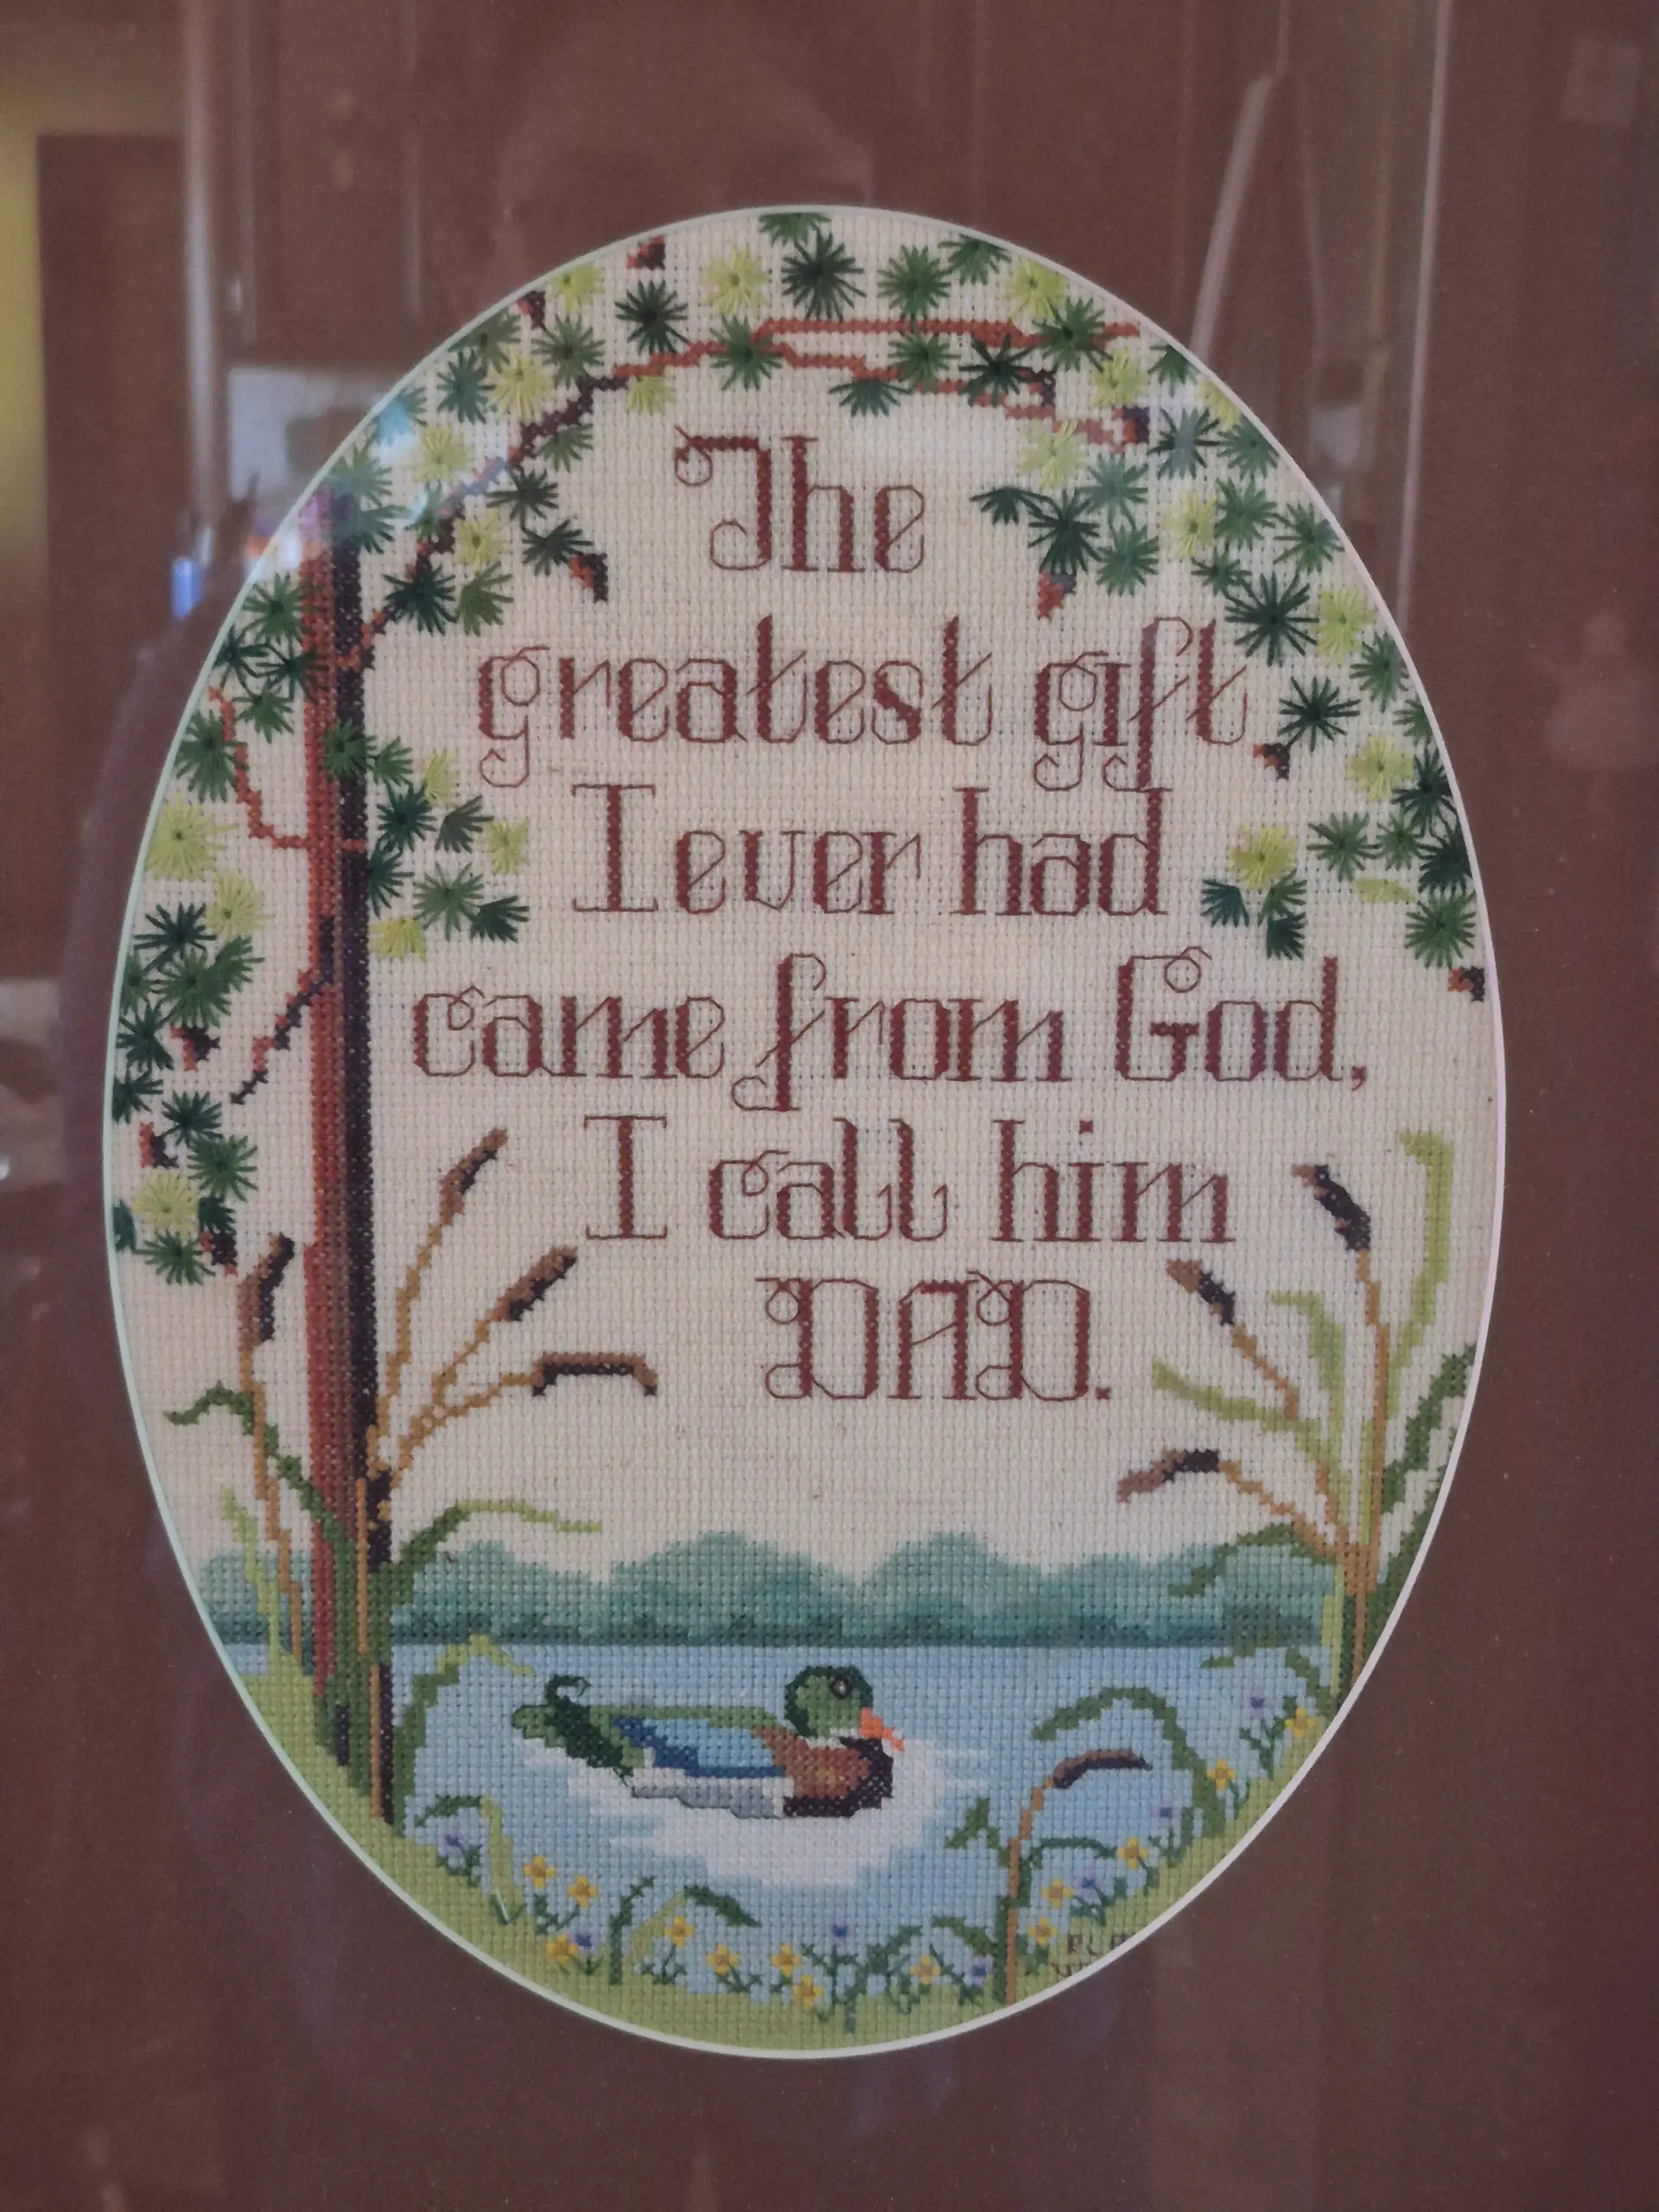 The
greatest gift
I ever had
came from God,
I call him
DAD.